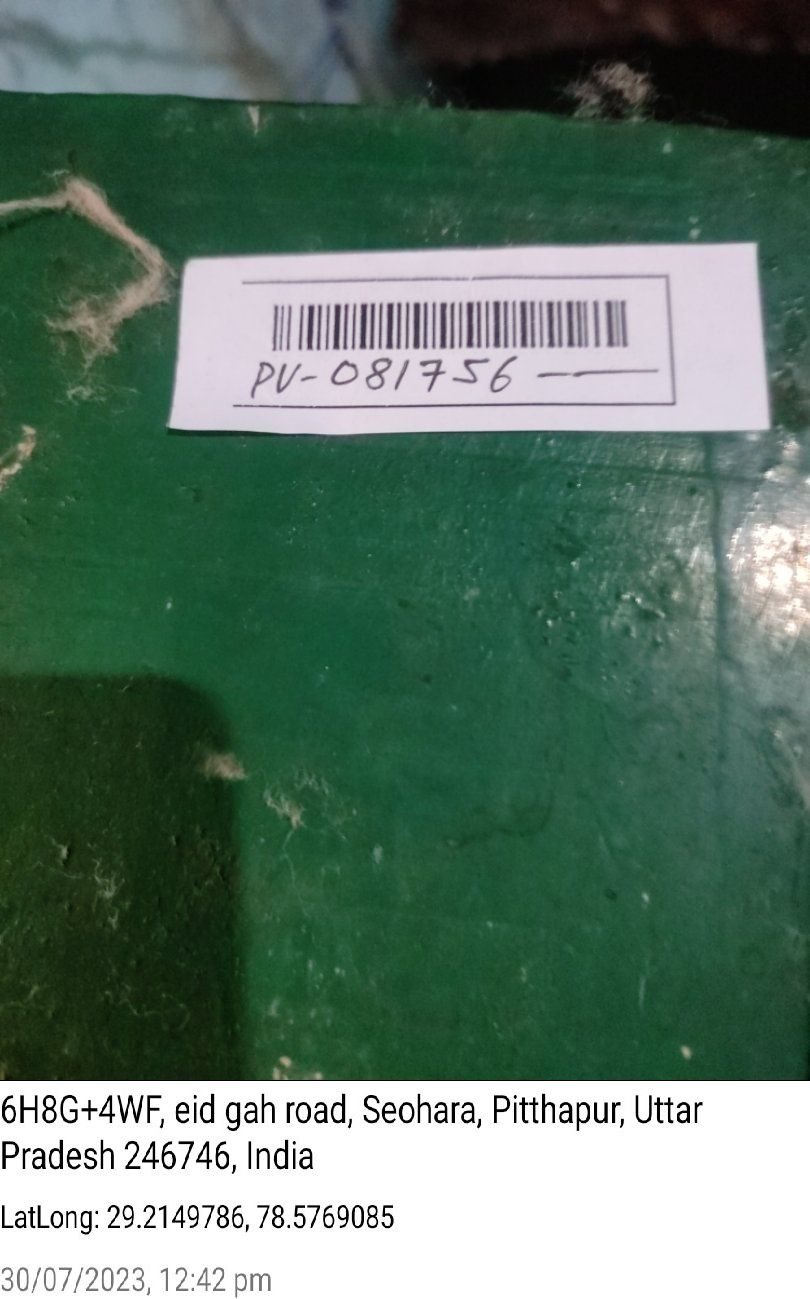 PV-081756
6H8G+4WF, eid gah road, Seohara, Pitthapur, Uttar
Pradesh 246746, India
LatLong: 29.2149786, 78.5769085
30/07/2023, 12:42 pm